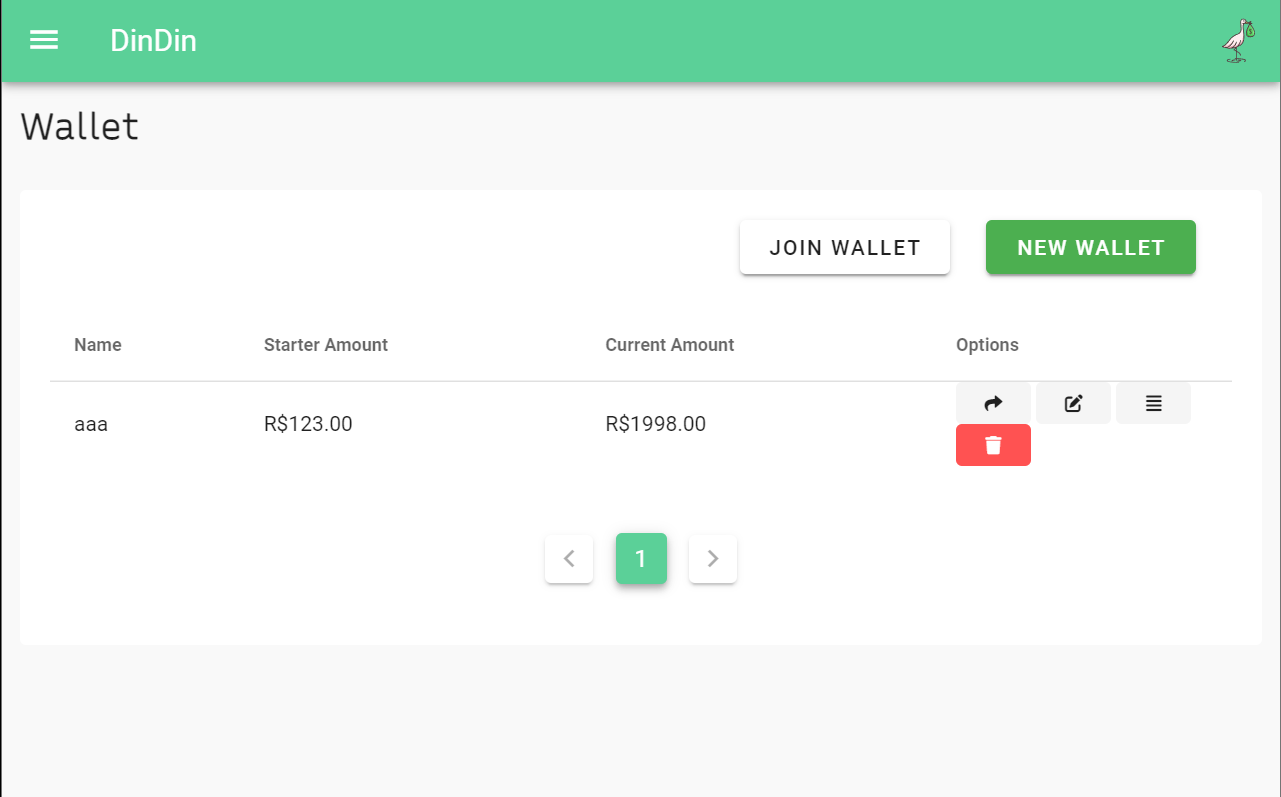 DinDin
Wallet
JOIN WALLET NEW WALLET
Name Starter Amount Current Amount Options
aaa R$123.00 R$1998.00
1